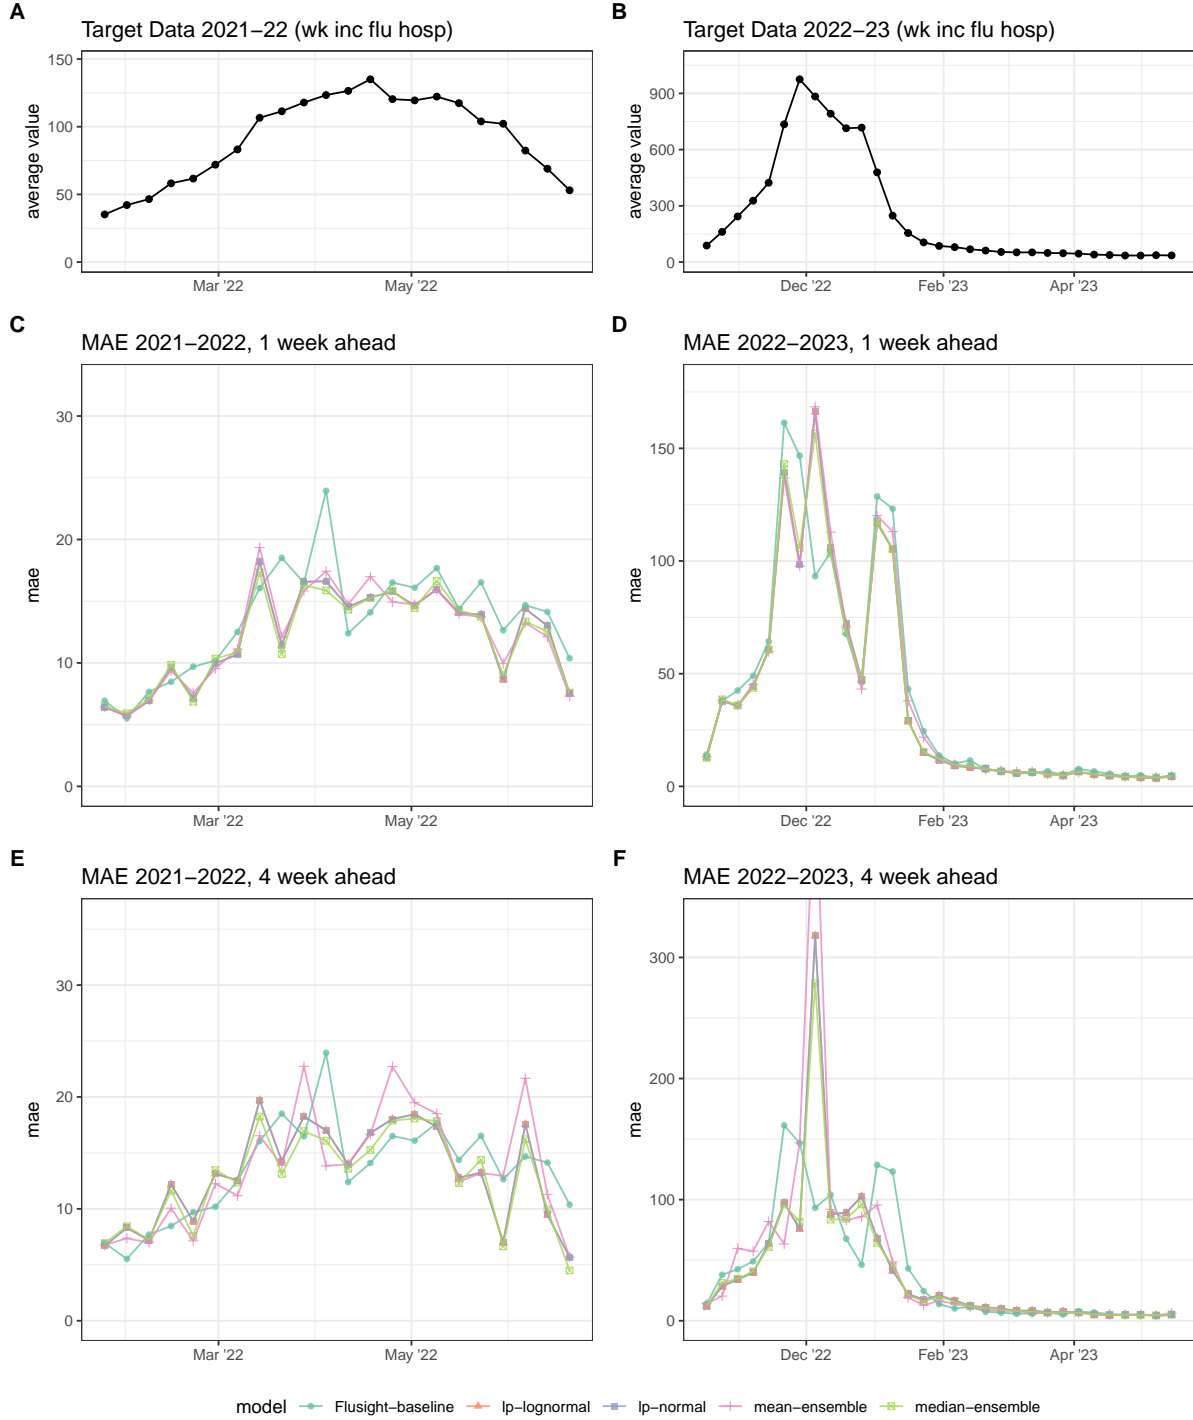 A
Target Data 2021−22 (wk inc flu hosp)
average value
150
100
50
0
Mar '22
May '22
B
Target Data 2022−23 (wk inc flu hosp)
average value
900
600
300
0
Dec '22
Feb '23
Apr '23
C
MAE 2021−2022, 1 week ahead
mae
30
20
10
0
Mar '22
May '22
D
MAE 2022−2023, 1 week ahead
mae
150
100
50
0
Dec '22
Feb '23
Apr '23
E
MAE 2021−2022, 4 week ahead
mae
30
20
10
0
Mar '22
May '22
F
MAE 2022−2023, 4 week ahead
mae
300
200
100
0
Dec '22
Feb '23
Apr '23
model Flusight−baseline lp−lognormal lp−normal mean−ensemble median−ensemble